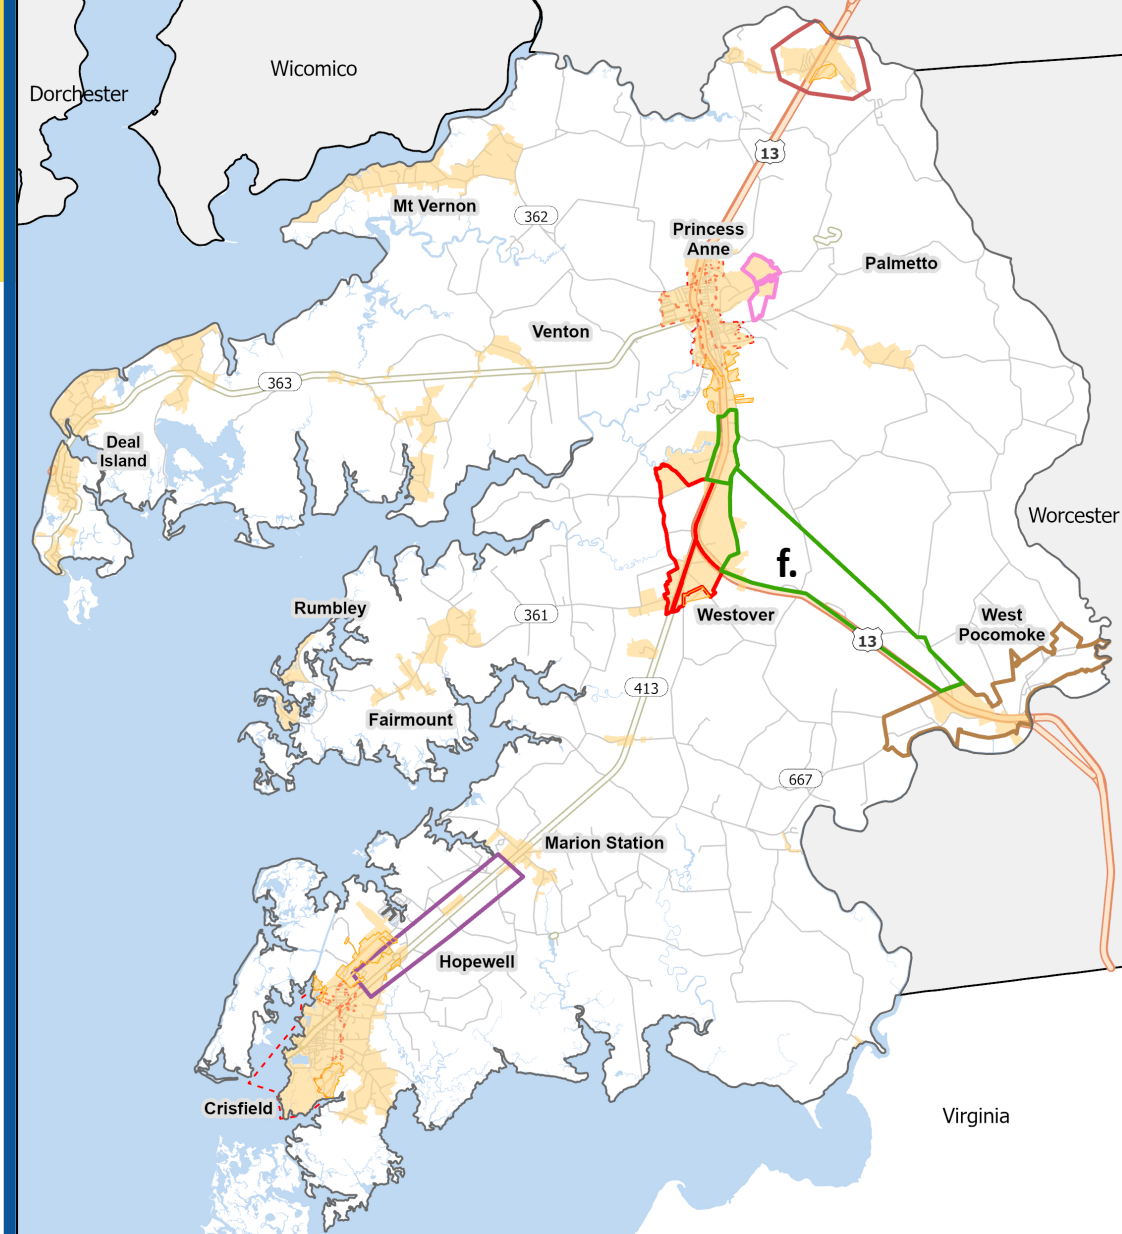 Wicomico
Dorchester
13
Mt Vernon
362
Princess
Anne
Palmetto
Venton
363
Deal
Island
Worcester
f.
Rumbley
361
Westover
West
Pocomoke
13
413
Fairmount
667
Marion Station
Hopewell
Crisfield
Virginia